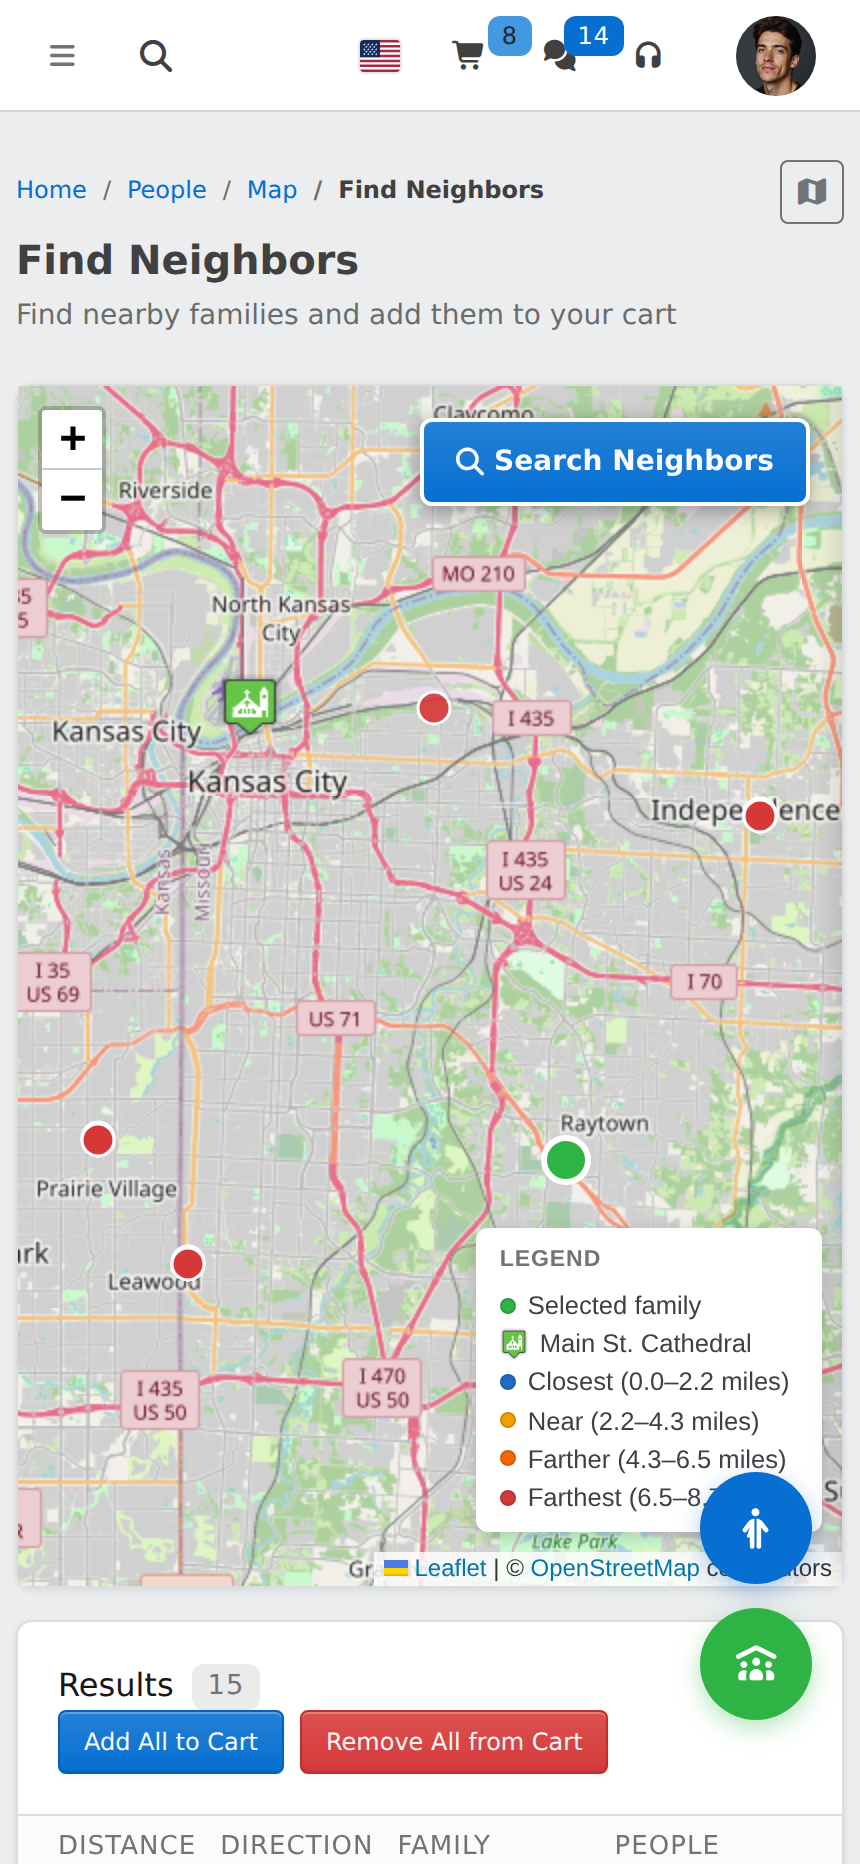 8
14
Home / People / Map / Find Neighbors
Find Neighbors
Find nearby families and add them to your cart
Claycomo
+
Search Neighbors
−
Riverside
MO 210
North Kansas
City
Kansas City
I 435
Kansas City
Independence
I 435
US 24
Kansas
Missouri
I 35
US 69
I 70
US 71
Raytown
Prairie Village
Leawood
LEGEND
Selected family
Main St. Cathedral
Closest (0.0–2.2 miles)
Near (2.2–4.3 miles)
Farther (4.3–6.5 miles)
Farthest (6.5–8.
I 435
US 50
I 470
US 50
Lake Park
Leaflet | © OpenStreetMap
Results 15
Add All to Cart Remove All from Cart
DISTANCE DIRECTION FAMILY PEOPLE